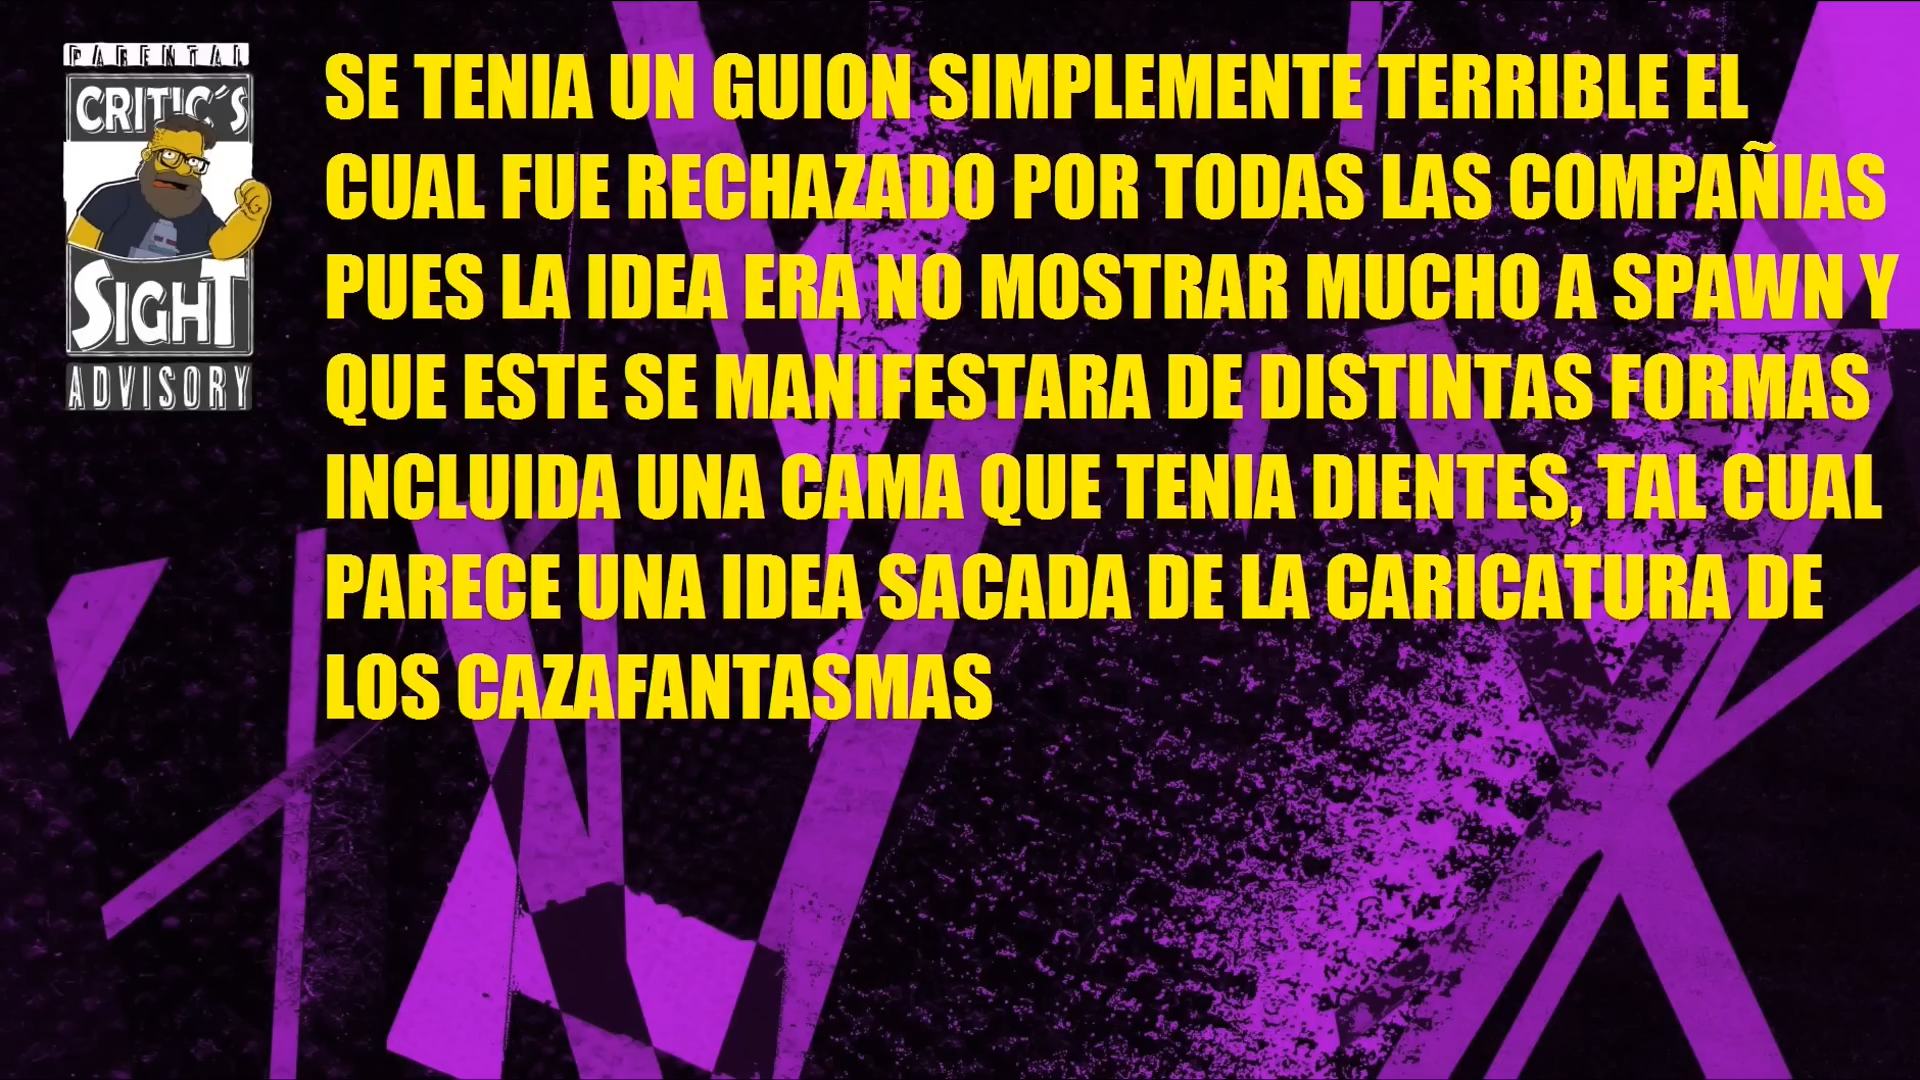 PARENTAL
CRITIC´S
SIGHT
ADVISORY
SE TENIA UN GUION SIMPLEMENTE TERRIBLE EL
CUAL FUE RECHAZADO POR TODAS LAS COMPAÑIAS
PUES LA IDEA ERA NO MOSTRAR MUCHO A SPAWN Y
QUE ESTE SE MANIFESTARA DE DISTINTAS FORMAS
INCLUIDA UNA CAMA QUE TENIA DIENTES, TAL CUAL
PARECE UNA IDEA SACADA DE LA CARICATURA DE
LOS CAZAFANTASMAS